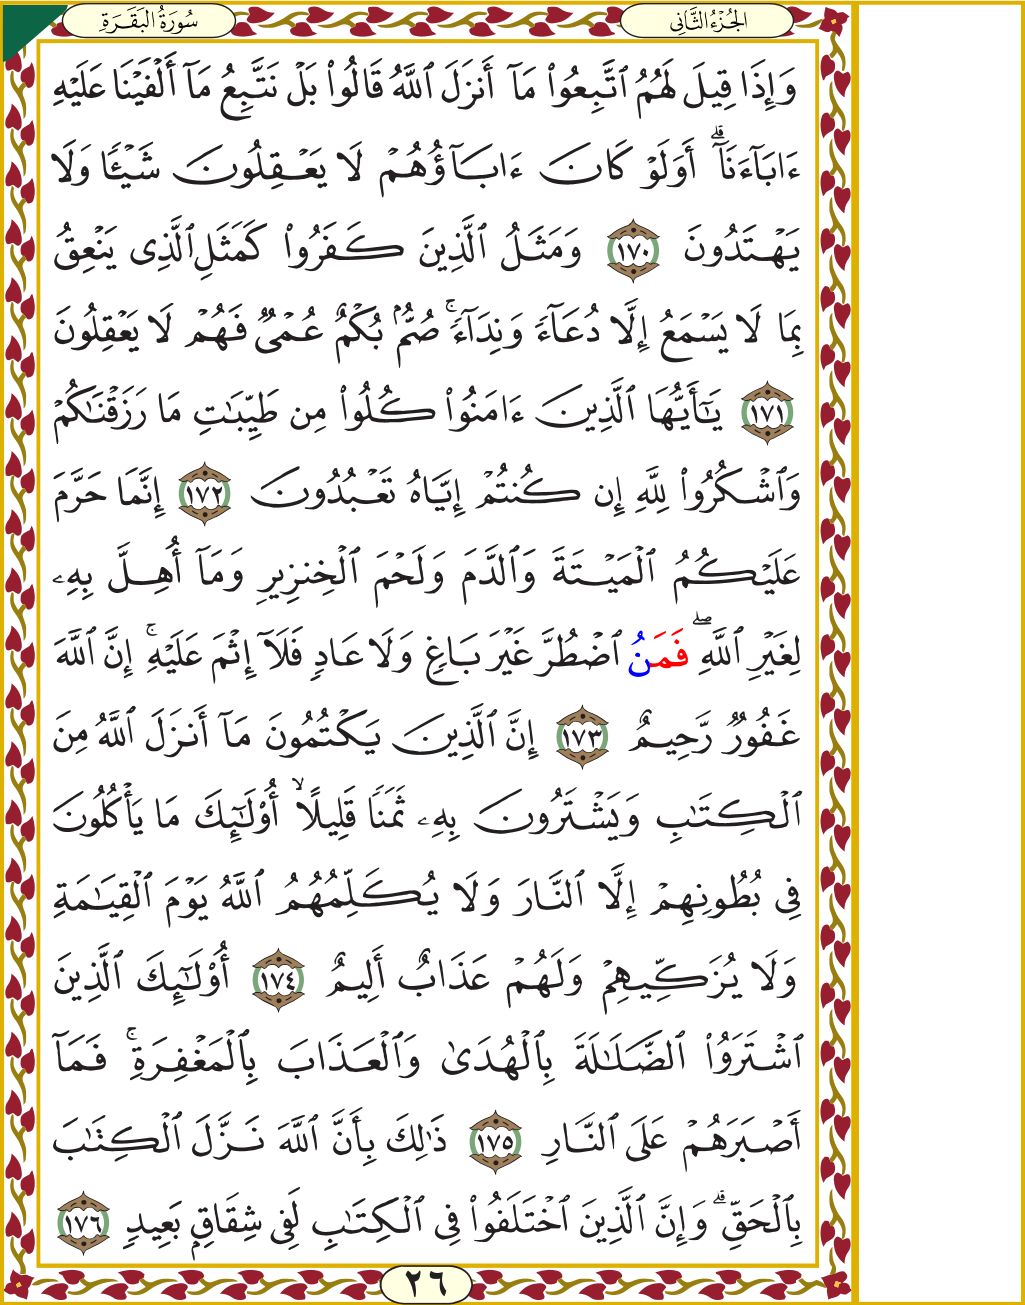 سُورَةُ البَقَرَةِ
الجُزْءُ الثَّانِى
وَإِذَا قِيلَ لَهُمُ ٱتَّبِعُوا۟ مَآ أَنزَلَ ٱللَّهُ قَالُوا۟ بَلْ نَتَّبِعُ مَآ أَلْفَيْنَا عَلَيْهِ
ءَابَآءَنَآ ۗ أَوَلَوْ كَانَ ءَابَآؤُهُمْ لَا يَعْقِلُونَ شَيْـًٔا وَلَا
يَهْتَدُونَ ١٧٠ وَمَثَلُ ٱلَّذِينَ كَفَرُوا۟ كَمَثَلِ ٱلَّذِى يَنْعِقُ
بِمَا لَا يَسْمَعُ إِلَّا دُعَآءً وَنِدَآءً ۚ صُمٌّۢ بُكْمٌ عُمْىٌ فَهُمْ لَا يَعْقِلُونَ
١٧١ يَـٰٓأَيُّهَا ٱلَّذِينَ ءَامَنُوا۟ كُلُوا۟ مِن طَيِّبَـٰتِ مَا رَزَقْنَـٰكُمْ
وَٱشْكُرُوا۟ لِلَّهِ إِن كُنتُمْ إِيَّاهُ تَعْبُدُونَ ١٧٢ إِنَّمَا حَرَّمَ
عَلَيْكُمُ ٱلْمَيْتَةَ وَٱلدَّمَ وَلَحْمَ ٱلْخِنزِيرِ وَمَآ أُهِلَّ بِهِۦ
لِغَيْرِ ٱللَّهِ ۖ فَمَنُ ٱضْطُرَّ غَيْرَ بَاغٍ وَلَا عَادٍ فَلَآ إِثْمَ عَلَيْهِ ۚ إِنَّ ٱللَّهَ
غَفُورٌ رَّحِيمٌ ١٧٣ إِنَّ ٱلَّذِينَ يَكْتُمُونَ مَآ أَنزَلَ ٱللَّهُ مِنَ
ٱلْكِتَـٰبِ وَيَشْتَرُونَ بِهِۦ ثَمَنًا قَلِيلًا ۙ أُو۟لَـٰٓئِكَ مَا يَأْكُلُونَ
فِى بُطُونِهِمْ إِلَّا ٱلنَّارَ وَلَا يُكَلِّمُهُمُ ٱللَّهُ يَوْمَ ٱلْقِيَـٰمَةِ
وَلَا يُزَكِّيهِمْ وَلَهُمْ عَذَابٌ أَلِيمٌ ١٧٤ أُو۟لَـٰٓئِكَ ٱلَّذِينَ
ٱشْتَرَوُا۟ ٱلضَّلَـٰلَةَ بِٱلْهُدَىٰ وَٱلْعَذَابَ بِٱلْمَغْفِرَةِ ۚ فَمَآ
أَصْبَرَهُمْ عَلَى ٱلنَّارِ ١٧٥ ذَٰلِكَ بِأَنَّ ٱللَّهَ نَزَّلَ ٱلْكِتَـٰبَ
بِٱلْحَقِّ ۗ وَإِنَّ ٱلَّذِينَ ٱخْتَلَفُوا۟ فِى ٱلْكِتَـٰبِ لَفِى شِقَاقٍۭ بَعِيدٍ ١٧٦
٢٦